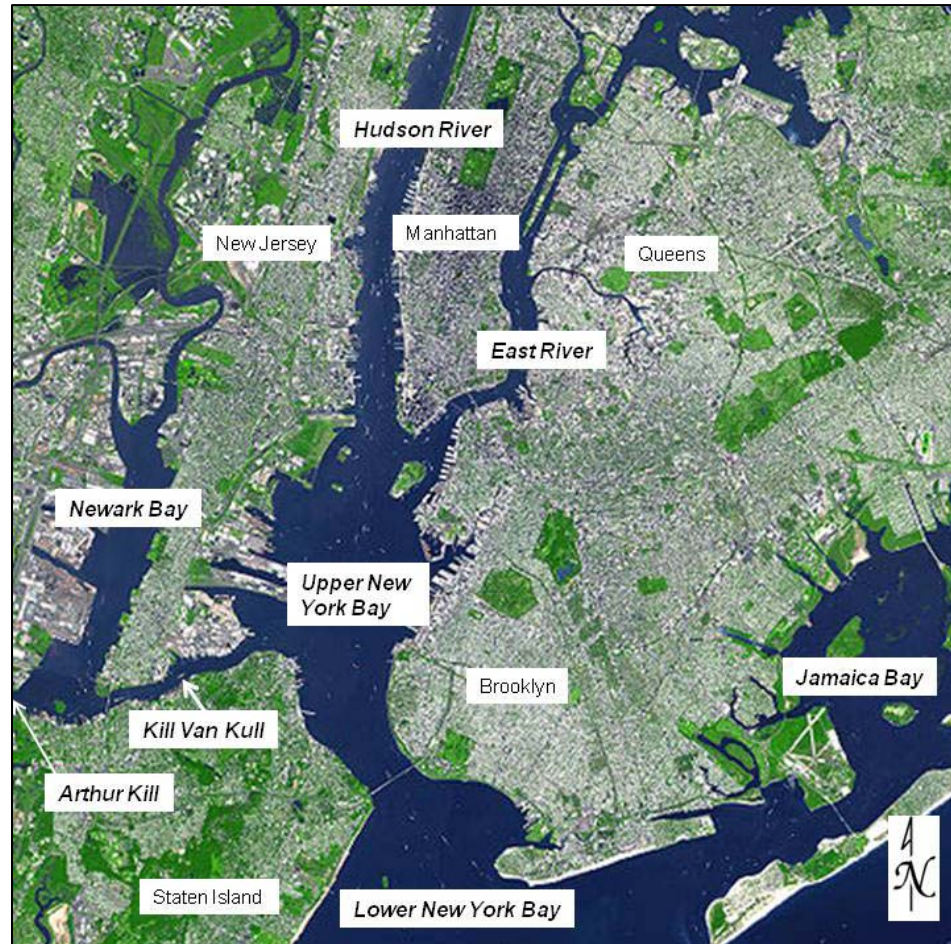 Hudson River
New Jersey
Manhattan
Queens
East River
Newark Bay
Upper New
York Bay
Brooklyn
Jamaica Bay
Kill Van Kull
Arthur Kill
Staten Island
Lower New York Bay
N